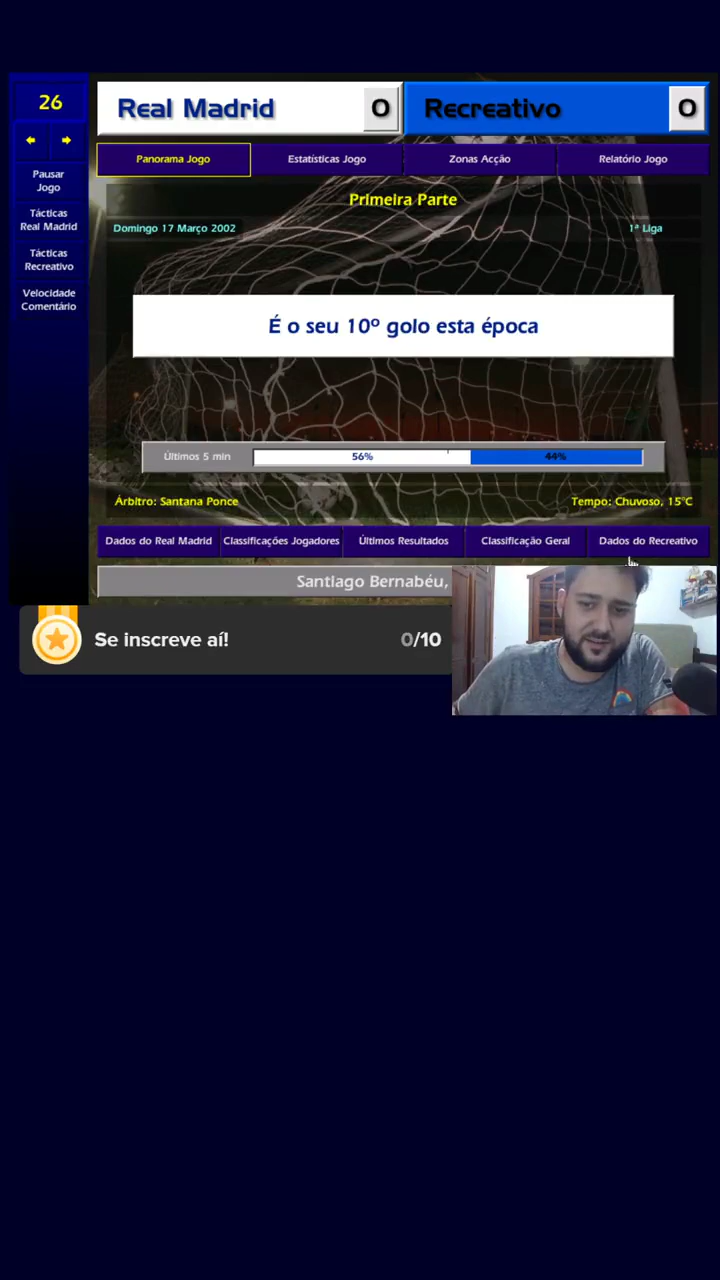 26
Real Madrid 0
Recreativo 0
Panorama Jogo
Estatísticas Jogo
Zonas Acção
Relatório Jogo
Pausar
Jogo
Tácticas
Real Madrid
Tácticas
Recreativo
Velocidade
Comentário
Primeira Parte
Domingo 17 Março 2002
1ª Liga
É o seu 10º golo esta época
Últimos 5 min
56%
44%
Árbitro: Santana Ponce
Tempo: Chuvoso, 15°C
Dados do Real Madrid
Classificações Jogadores
Últimos Resultados
Classificação Geral
Dados do Recreativo
Santiago Bernabéu,
Se inscreve aí!
0/10